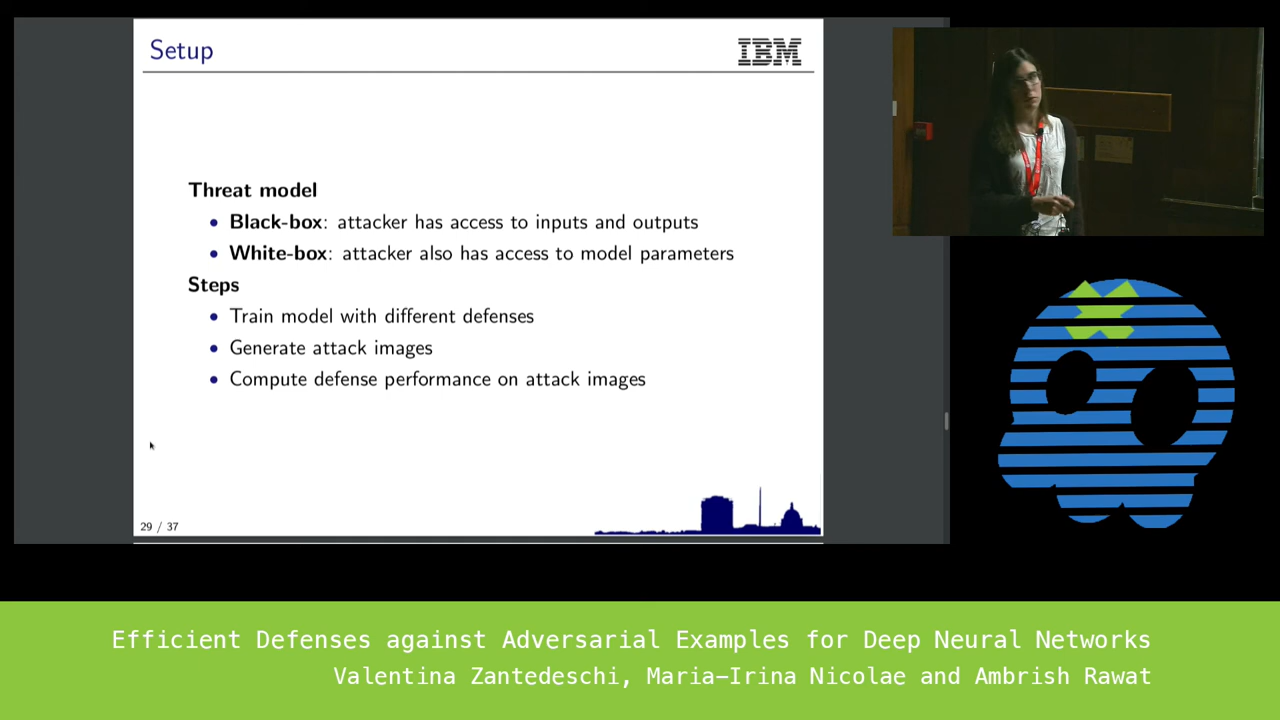 Setup
IBM
Threat model
• Black-box: attacker has access to inputs and outputs
• White-box: attacker also has access to model parameters
Steps
• Train model with different defenses
• Generate attack images
• Compute defense performance on attack images
29 / 37
Efficient Defenses against Adversarial Examples for Deep Neural Networks
Valentina Zantedeschi, Maria-Irina Nicolae and Ambrish Rawat